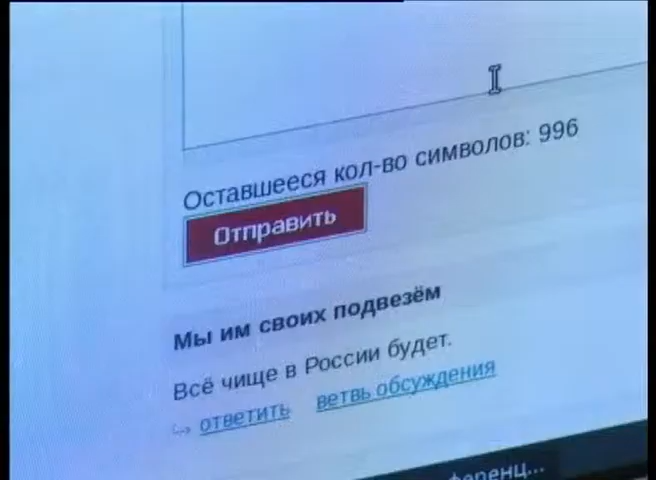 Оставшееся кол-во символов: 996
Отправить
Мы им своих подвезём
Всё чище в России будет.
ответить ветвь обсуждения